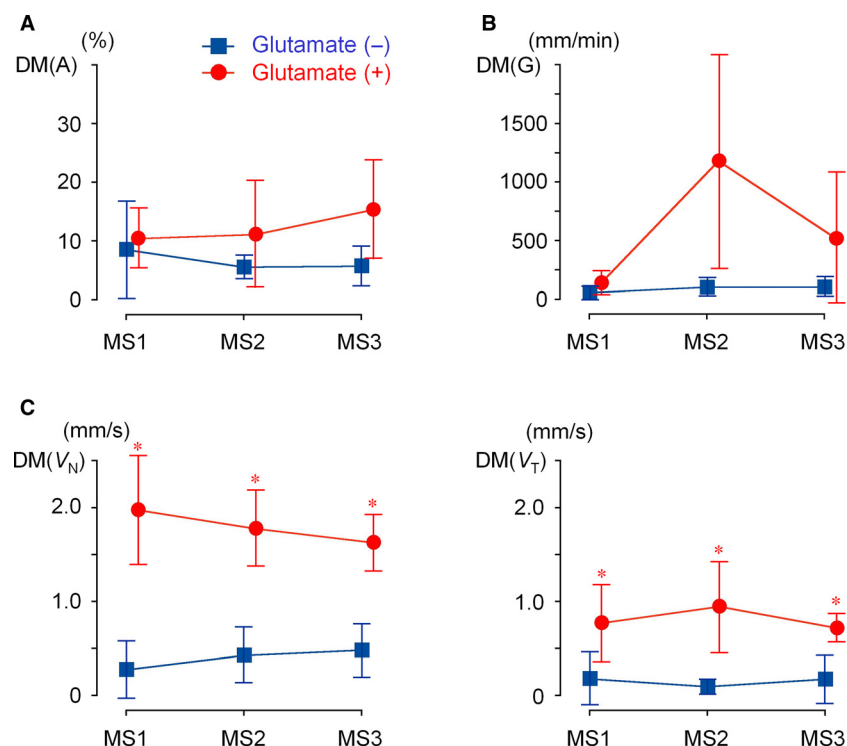 A
(%)
DM(A)
Glutamate (–)
Glutamate (+)
30
20
10
0
MS1 MS2 MS3
B
(mm/min)
DM(G)
1500
1000
500
0
MS1 MS2 MS3
C
(mm/s)
DM(VN)
*
*
*
2.0
1.0
0
MS1 MS2 MS3
(mm/s)
DM(VT)
2.0
*
*
*
1.0
0
MS1 MS2 MS3